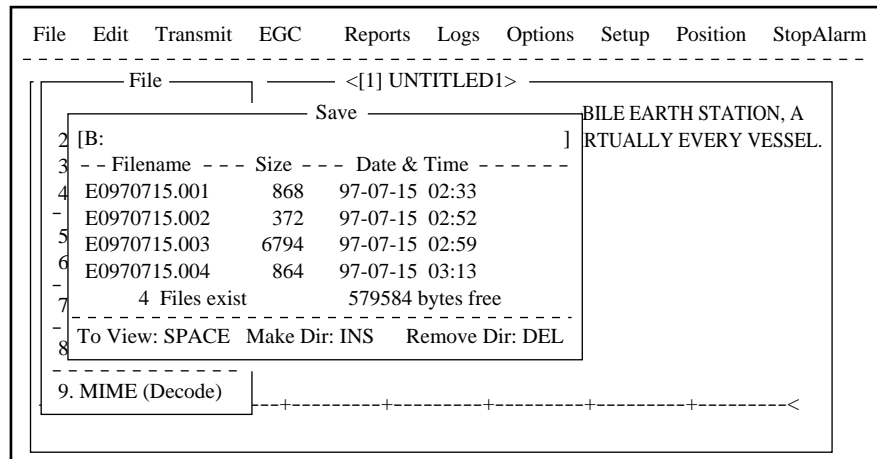 File Edit Transmit EGC Reports Logs Options Setup Position StopAlarm
File <[1] UNTITLED1>
Save
BILE EARTH STATION, A
2 [B: ] RTUALLY EVERY VESSEL.
3 - - Filename - - - Size - - - Date & Time - - - - - -
4 E0970715.001 868 97-07-15 02:33
E0970715.002 372 97-07-15 02:52
5 E0970715.003 6794 97-07-15 02:59
6 E0970715.004 864 97-07-15 03:13
7 4 Files exist 579584 bytes free
8 To View: SPACE Make Dir: INS Remove Dir: DEL
9. MIME (Decode)
---+---------+---------+---------+---------+---------<